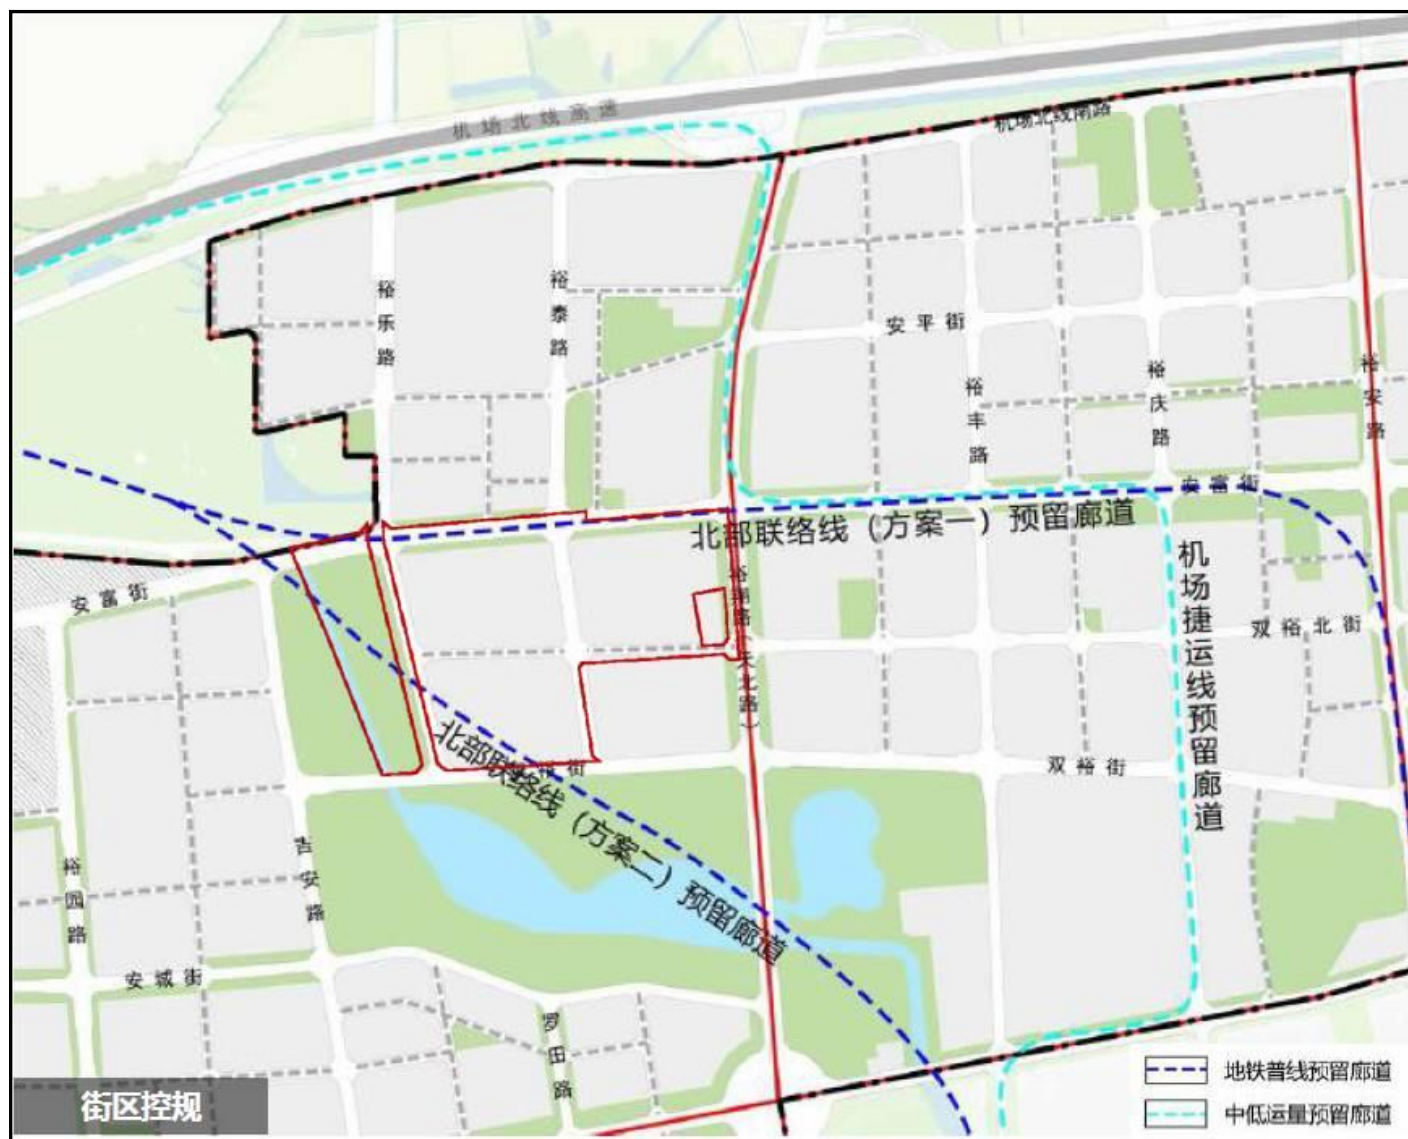 机场北线高速
机场北线南路
裕乐路
裕泰路
安平街
裕丰路
裕庆路
裕安路
安富街
北部联络线（方案一）预留廊道
机场捷运线预留廊道
裕翔路（天北路）
安富街
双裕北街
北部联络线（方案二）预留廊道
裕街
双裕街
吉安路
裕园路
安城街
罗田路
地铁普线预留廊道
中低运量预留廊道
街区控规